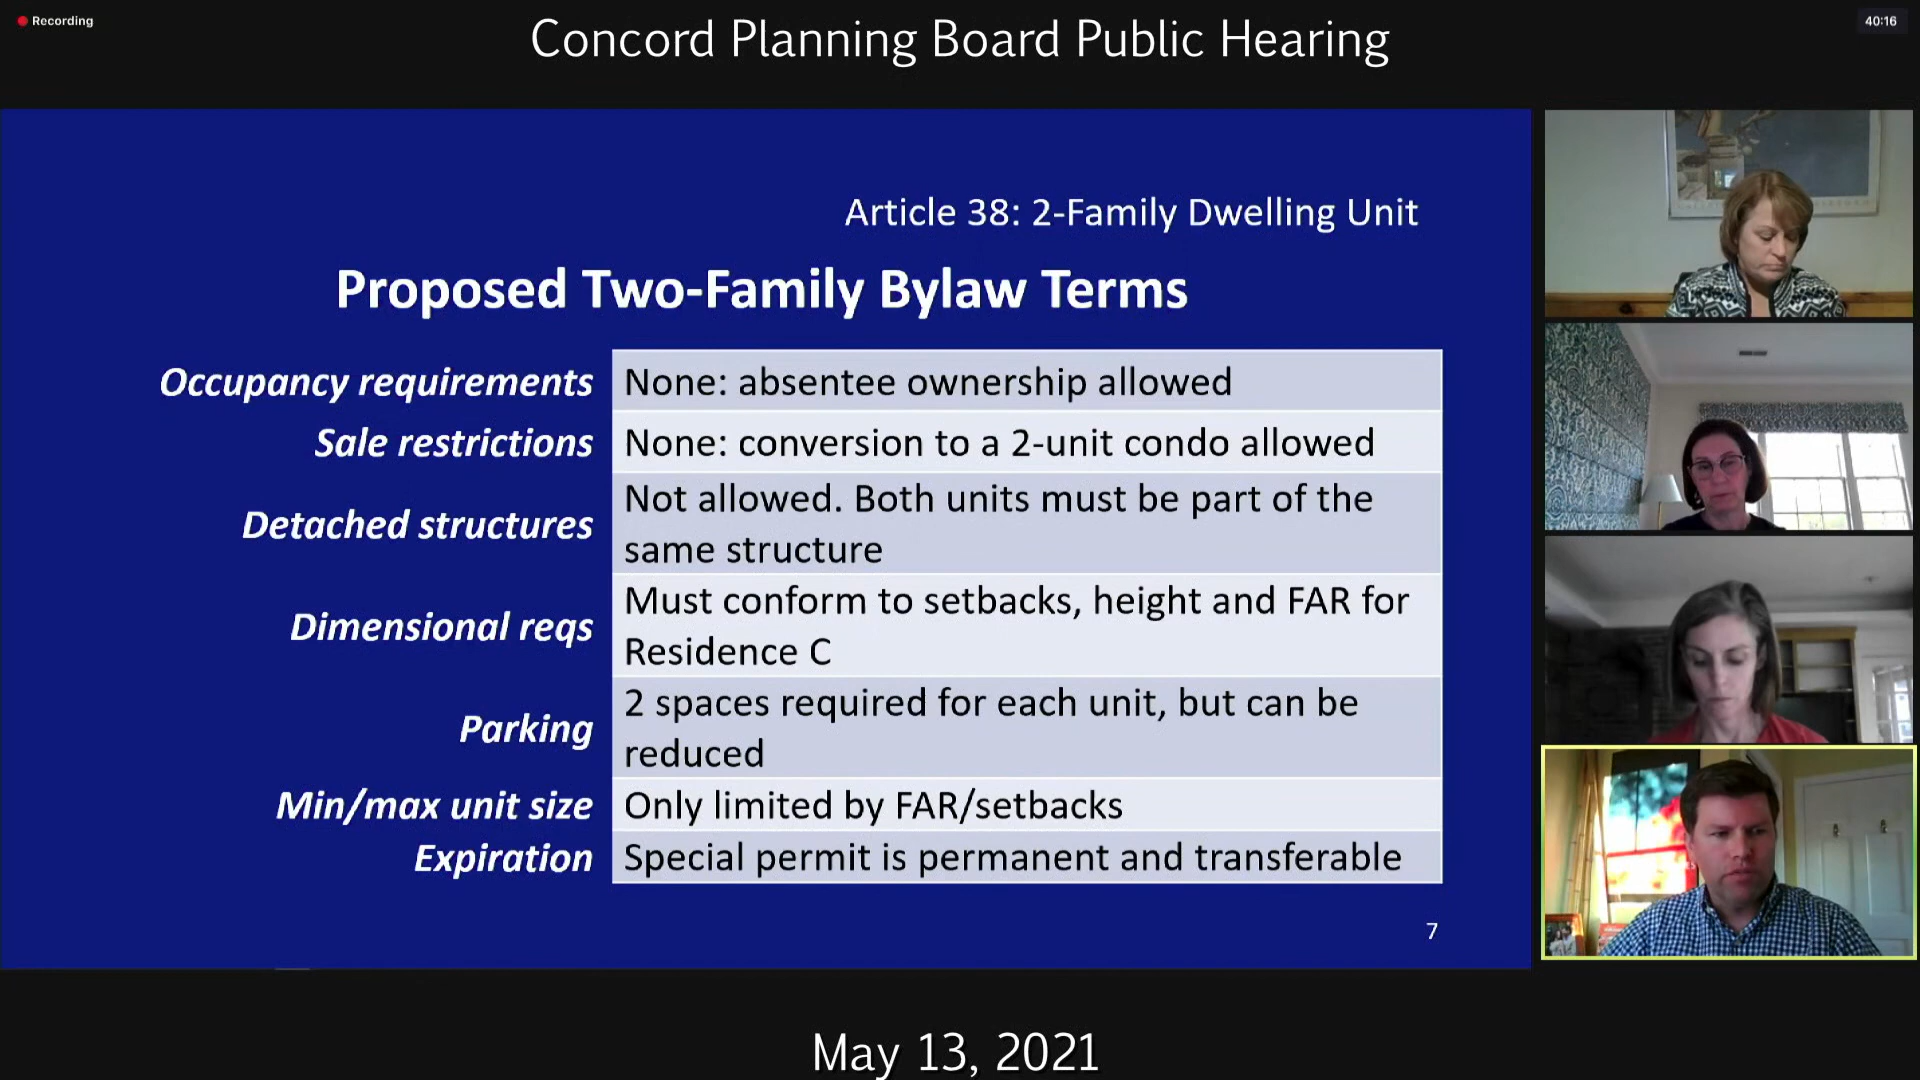 Recording
40:16
Concord Planning Board Public Hearing
Article 38: 2-Family Dwelling Unit
Proposed Two-Family Bylaw Terms
Occupancy requirements
None: absentee ownership allowed
Sale restrictions
None: conversion to a 2-unit condo allowed
Detached structures
Not allowed. Both units must be part of the
same structure
Dimensional reqs
Must conform to setbacks, height and FAR for
Residence C
Parking
2 spaces required for each unit, but can be
reduced
Min/max unit size
Only limited by FAR/setbacks
Expiration
Special permit is permanent and transferable
7
May 13, 2021